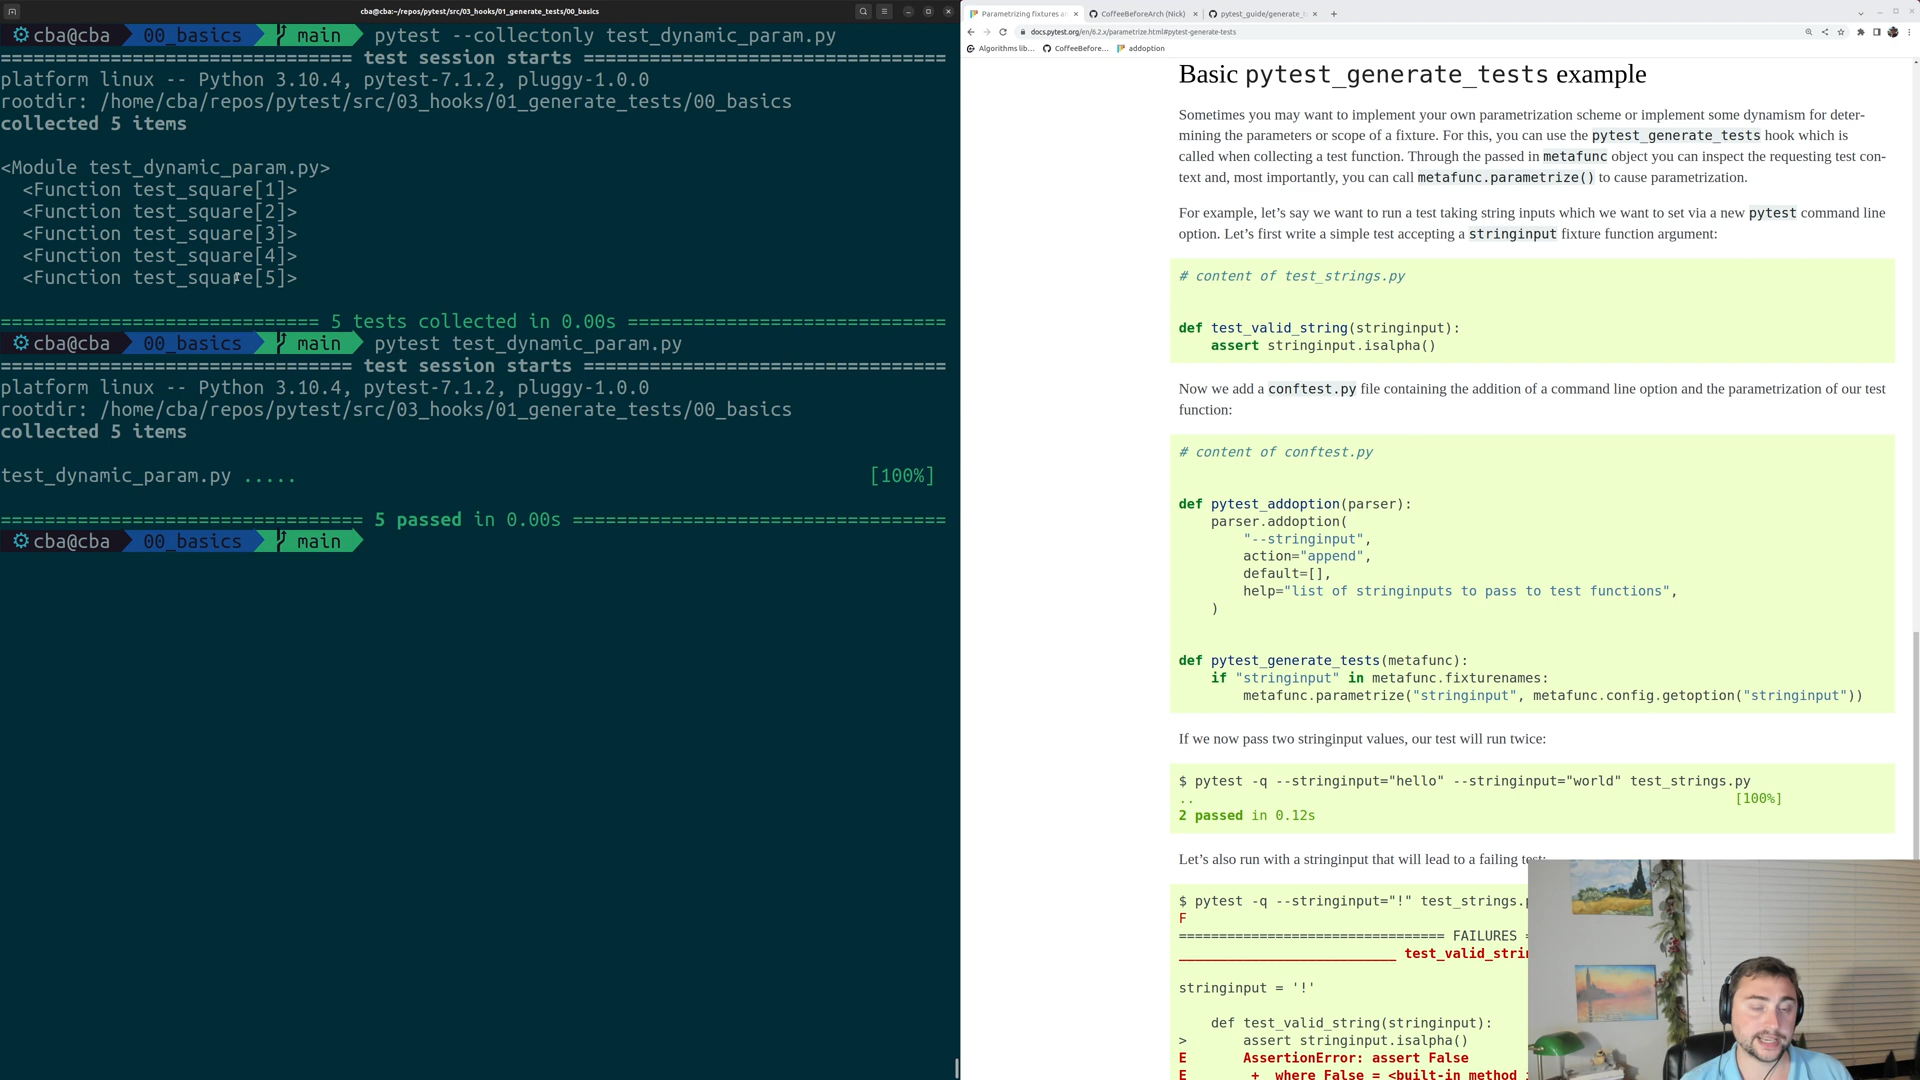 cba@cba:~/repos/pytest/src/03_hooks/01_generate_tests/00_basics
cba@cba 00_basics main pytest --collectonly test_dynamic_param.py
================================ test session starts =================================
platform linux -- Python 3.10.4, pytest-7.1.2, pluggy-1.0.0
rootdir: /home/cba/repos/pytest/src/03_hooks/01_generate_tests/00_basics
collected 5 items
<Module test_dynamic_param.py>
<Function test_square[1]>
<Function test_square[2]>
<Function test_square[3]>
<Function test_square[4]>
<Function test_square[5]>
============================= 5 tests collected in 0.00s =============================
cba@cba 00_basics main pytest test_dynamic_param.py
================================ test session starts =================================
platform linux -- Python 3.10.4, pytest-7.1.2, pluggy-1.0.0
rootdir: /home/cba/repos/pytest/src/03_hooks/01_generate_tests/00_basics
collected 5 items
test_dynamic_param.py ..... [100%]
================================= 5 passed in 0.00s ==================================
cba@cba 00_basics main
Parametrizing fixtures a
CoffeeBeforeArch (Nick)
pytest_guide/generate_
docs.pytest.org/en/6.2.x/parametrize.html#pytest-generate-tests
Algorithms lib... CoffeeBefore... addoption
Basic pytest_generate_tests example
Sometimes you may want to implement your own parametrization scheme or implement some dynamism for deter-
mining the parameters or scope of a fixture. For this, you can use the pytest_generate_tests hook which is
called when collecting a test function. Through the passed in metafunc object you can inspect the requesting test con-
text and, most importantly, you can call metafunc.parametrize() to cause parametrization.
For example, let’s say we want to run a test taking string inputs which we want to set via a new pytest command line
option. Let’s first write a simple test accepting a stringinput fixture function argument:
# content of test_strings.py
def test_valid_string(stringinput):
assert stringinput.isalpha()
Now we add a conftest.py file containing the addition of a command line option and the parametrization of our test
function:
# content of conftest.py
def pytest_addoption(parser):
parser.addoption(
"--stringinput",
action="append",
default=[],
help="list of stringinputs to pass to test functions",
)
def pytest_generate_tests(metafunc):
if "stringinput" in metafunc.fixturenames:
metafunc.parametrize("stringinput", metafunc.config.getoption("stringinput"))
If we now pass two stringinput values, our test will run twice:
$ pytest -q --stringinput="hello" --stringinput="world" test_strings.py
.. [100%]
2 passed in 0.12s
Let’s also run with a stringinput that will lead to a failing test:
$ pytest -q --stringinput="!" test_strings.p
F
================================= FAILURES =
___________________________ test_valid_strin
stringinput = '!'
def test_valid_string(stringinput):
> assert stringinput.isalpha()
E AssertionError: assert False
E + where False = <built-in method